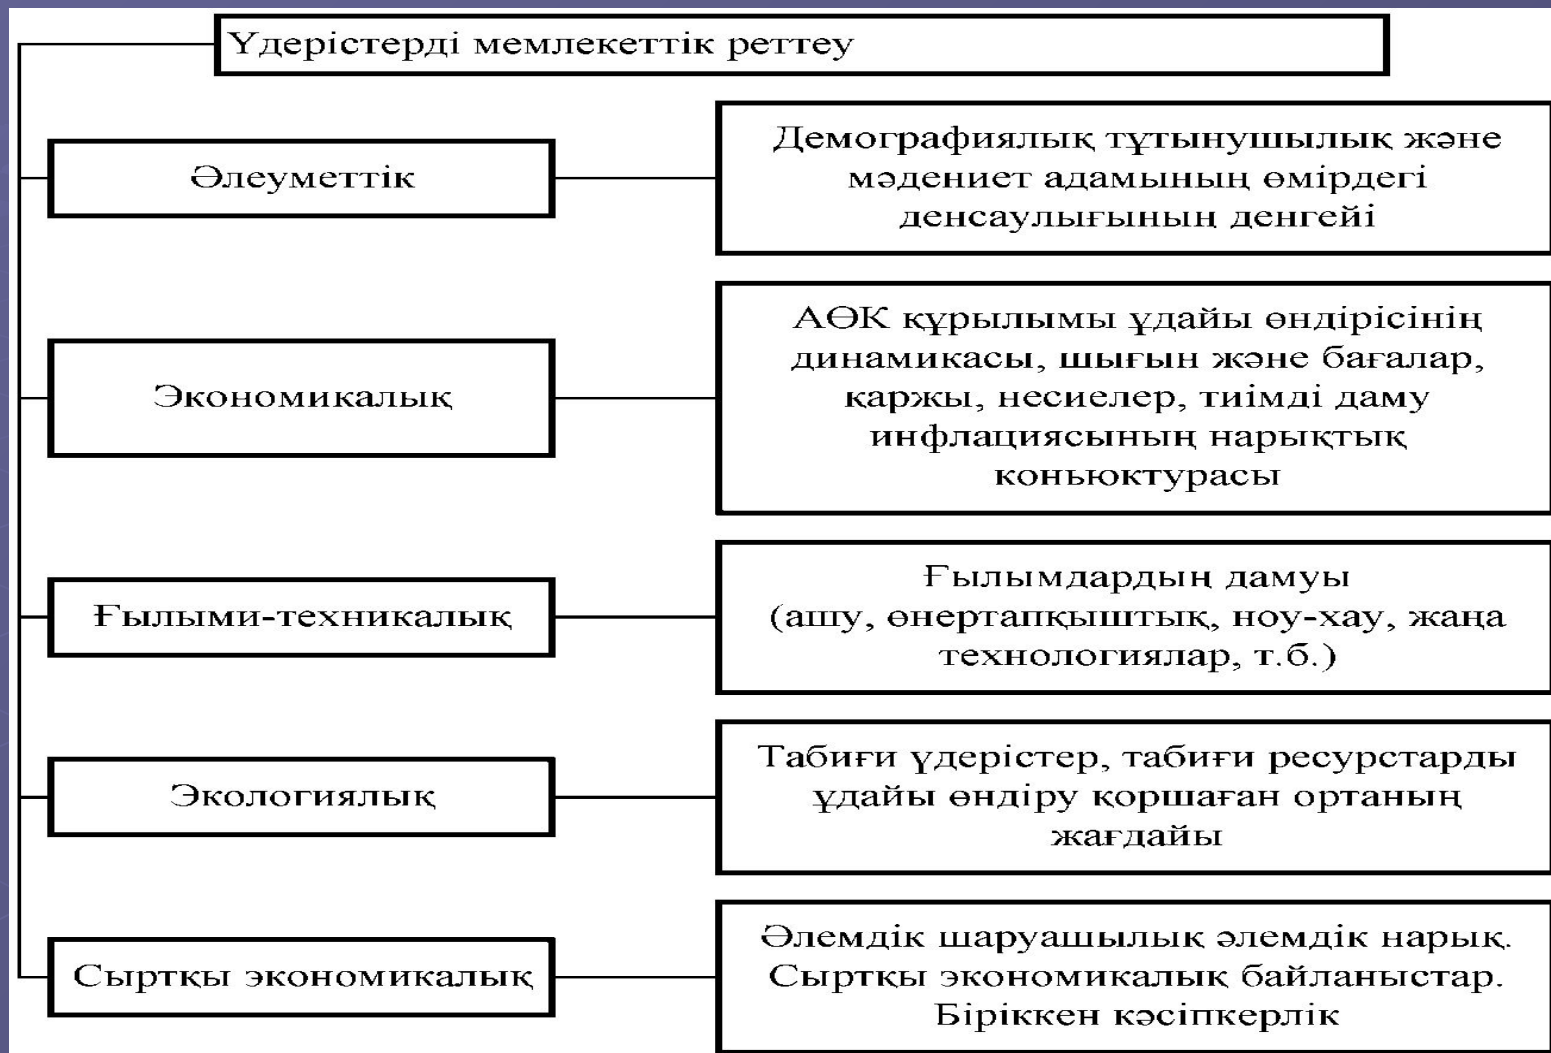 Үдерістерді мемлекеттік реттеу
Әлеуметтік
Демографиялық тұтынушылық және
мәдениет адамының өмірдегі
денсаулығының денгейі
Экономикалық
АӨК құрылымы ұдайы өндірісінің
динамикасы, шығын және бағалар,
қаржы, несиелер, тиімді даму
инфлациясының нарықтық
коньюктурасы
Ғылыми-техникалық
Ғылымдардың дамуы
(ашу, өнертапқыштық, ноу-хау, жаңа
технологиялар, т.б.)
Экологиялық
Табиғи үдерістер, табиғи ресурстарды
ұдайы өндіру қоршаған ортаның
жағдайы
Сыртқы экономикалық
Әлемдік шаруашылық әлемдік нарық.
Сыртқы экономикалық байланыстар.
Біріккен кәсіпкерлік